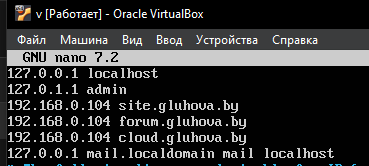 v [Работает] - Oracle VirtualBox
Файл Машина Вид Ввод Устройства Справка
GNU nano 7.2
127.0.0.1 localhost
127.0.1.1 admin
192.168.0.104 site.gluhova.by
192.168.0.104 forum.gluhova.by
192.168.0.104 cloud.gluhova.by
127.0.0.1 mail.localdomain mail localhost